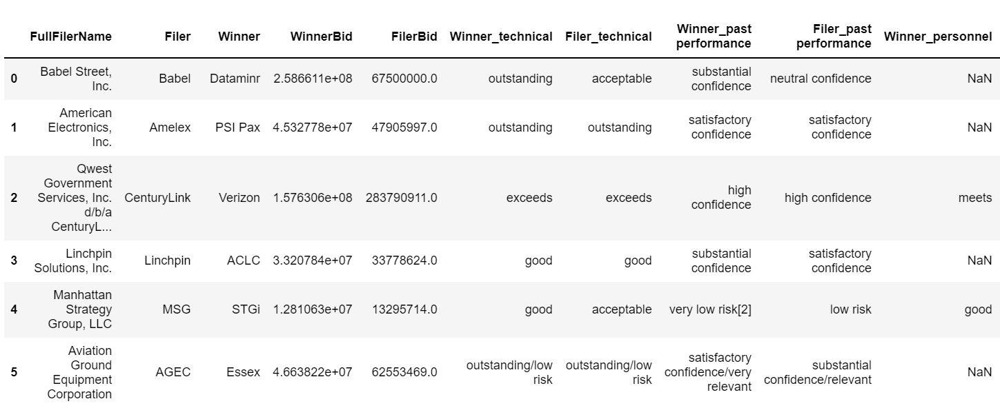 FullFilerName Filer Winner WinnerBid FilerBid Winner_technical Filer_technical Winner_past performance Filer_past performance Winner_personnel
0 Babel Street, Inc. Babel Dataminr 2.586611e+08 67500000.0 outstanding acceptable substantial confidence neutral confidence NaN
1 American Electronics, Inc. Amelex PSI Pax 4.532778e+07 47905997.0 outstanding outstanding satisfactory confidence satisfactory confidence NaN
2 Qwest Government Services, Inc. d/b/a CenturyL... CenturyLink Verizon 1.576306e+08 283790911.0 exceeds exceeds high confidence high confidence meets
3 Linchpin Solutions, Inc. Linchpin ACLC 3.320784e+07 33778624.0 good good substantial confidence satisfactory confidence NaN
4 Manhattan Strategy Group, LLC MSG STGi 1.281063e+07 13295714.0 good acceptable very low risk[2] low risk good
5 Aviation Ground Equipment Corporation AGEC Essex 4.663822e+07 62553469.0 outstanding/low risk outstanding/low risk satisfactory confidence/very relevant substantial confidence/relevant NaN